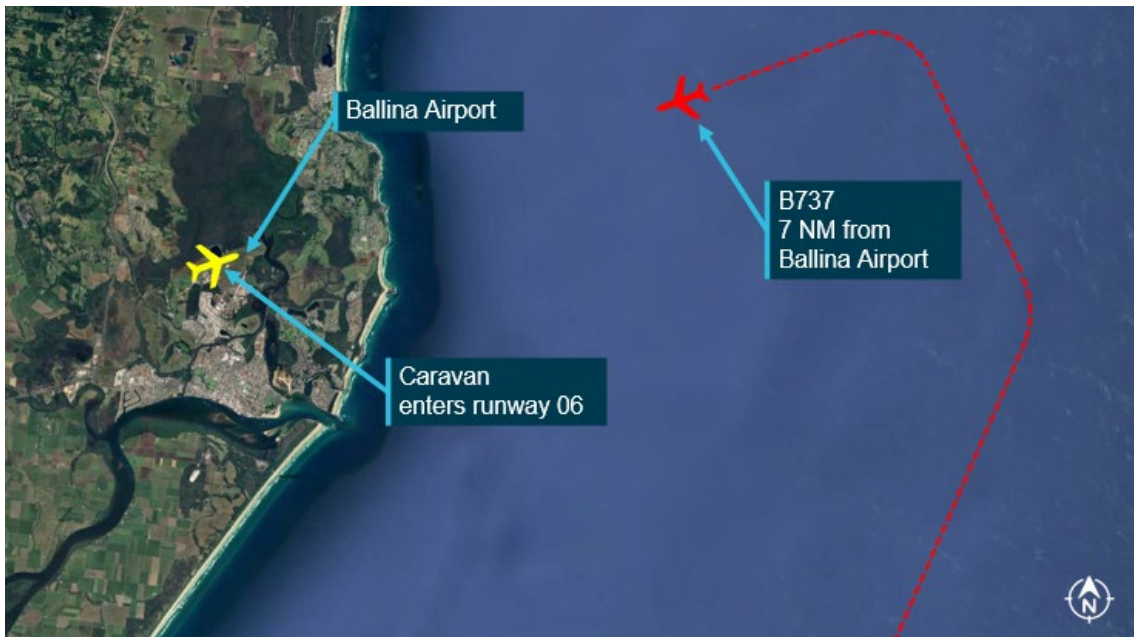 Ballina Airport
B737
7 NM from
Ballina Airport
Caravan
enters runway 06
N